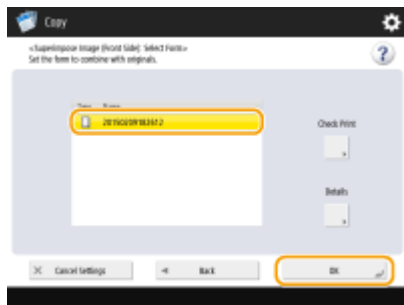 Copy
<Superimpose Image (Front Side): Select Form>
Set the form to combine with originals.
Type Name
Check Print
Details
Cancel Settings
Back
OK